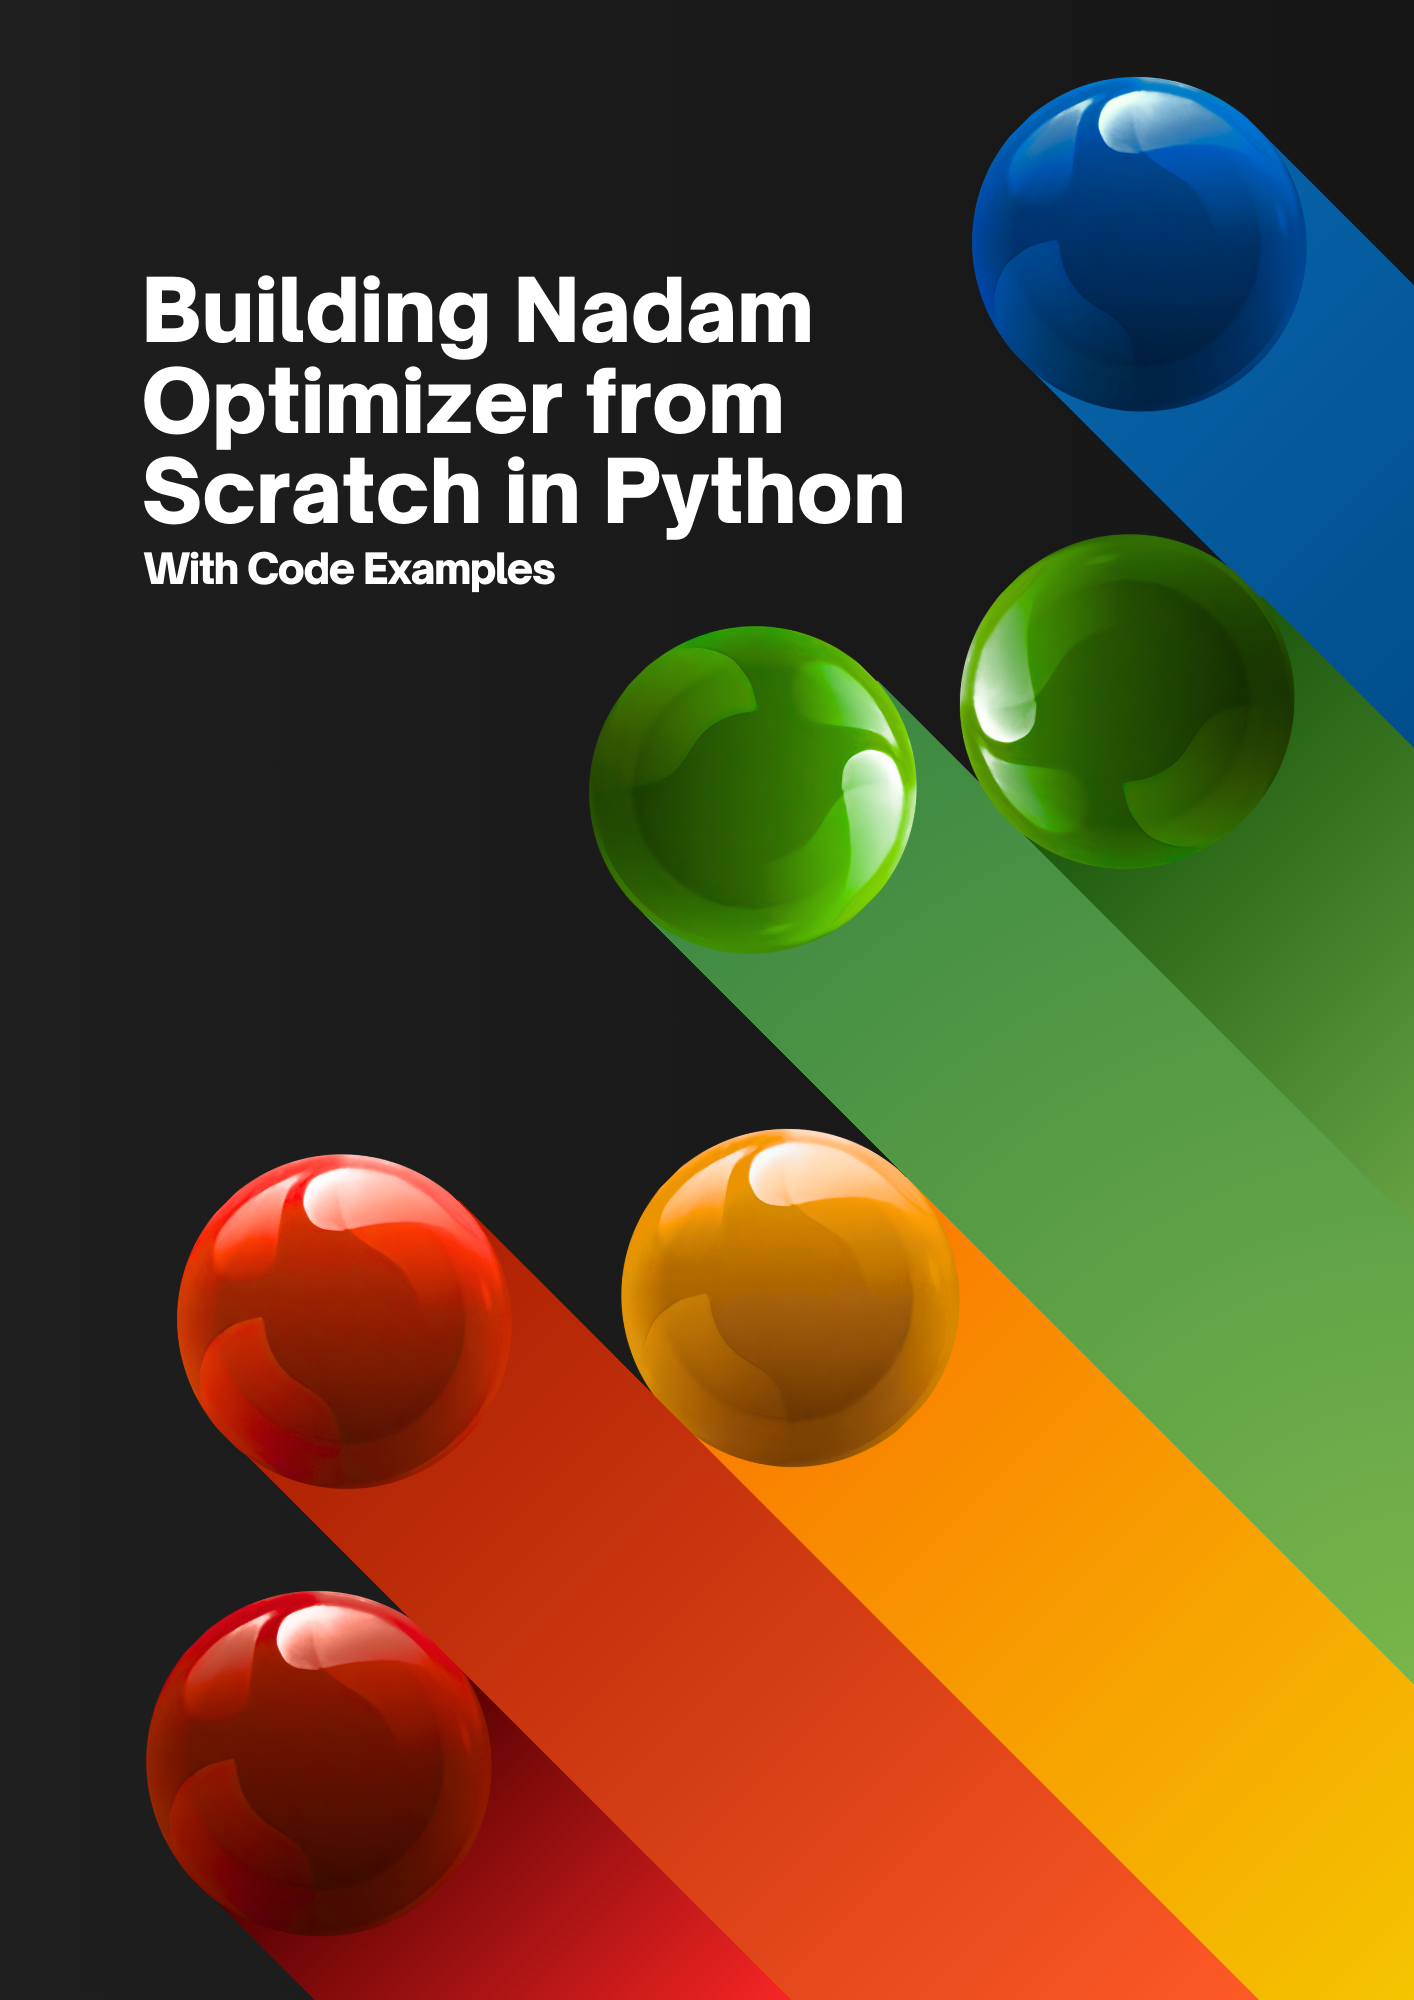 Building Nadam
Optimizer from
Scratch in Python
With Code Examples